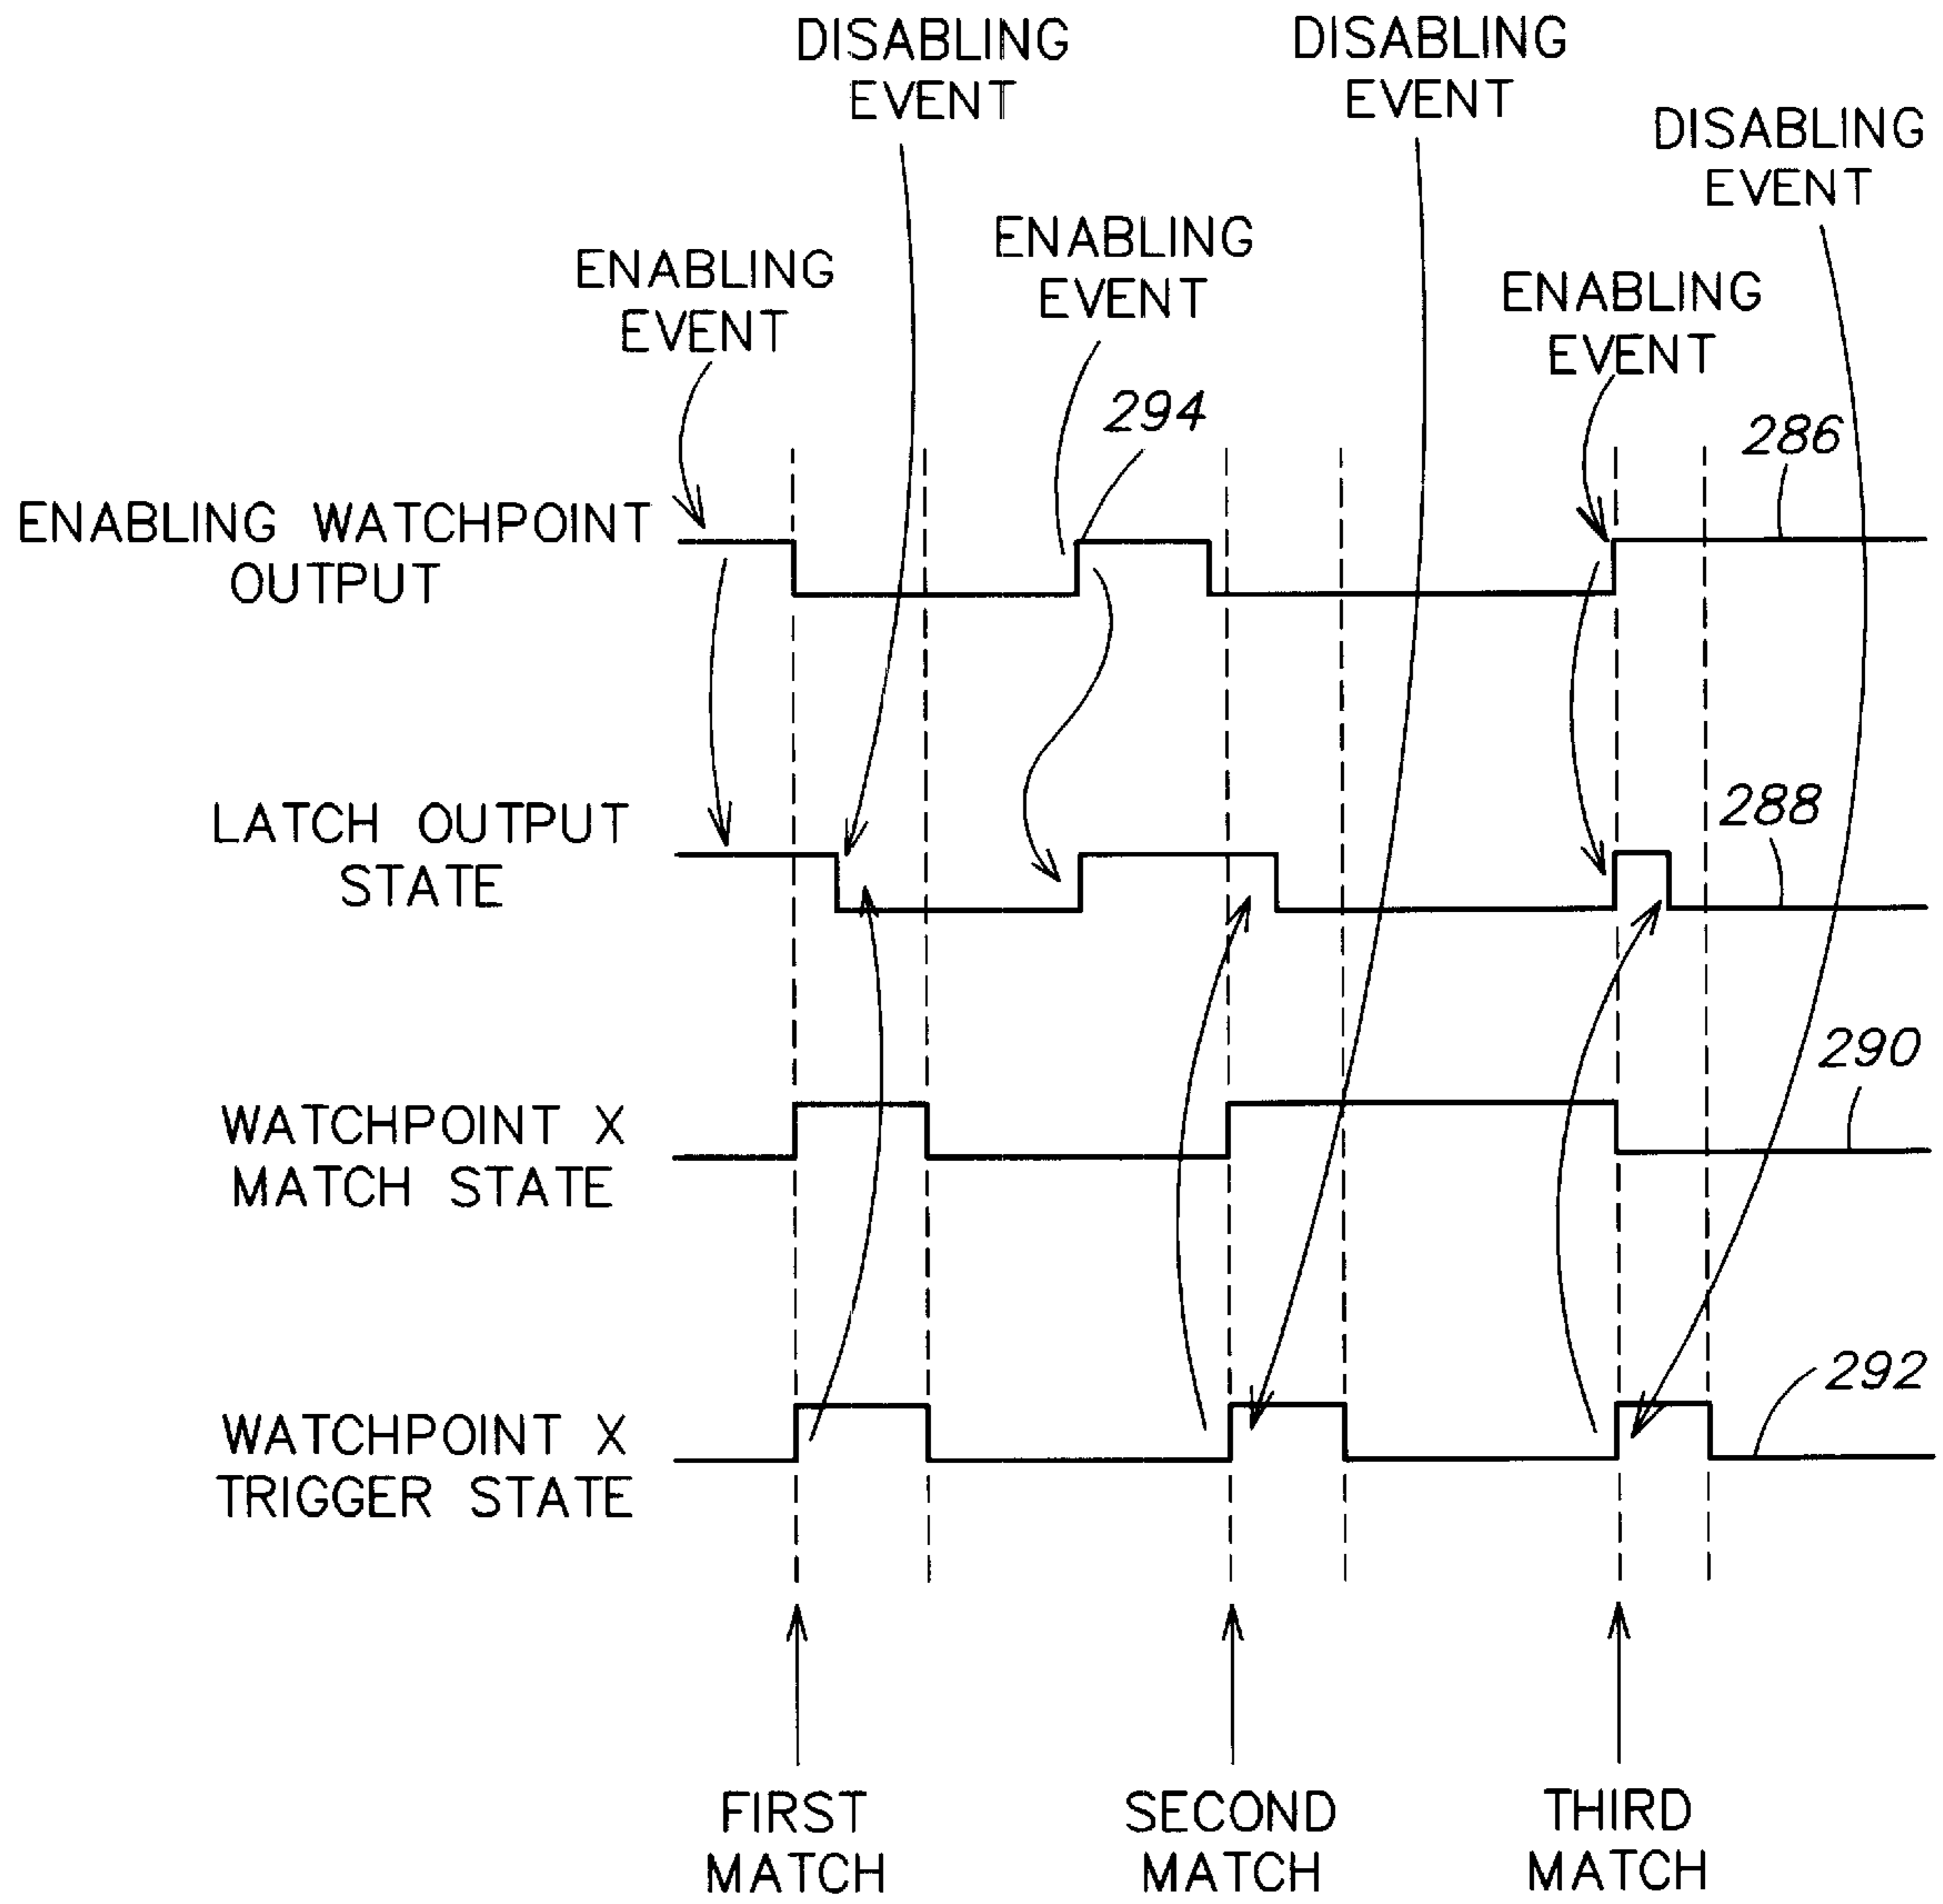 DISABLING
EVENT
DISABLING
EVENT
DISABLING
EVENT
ENABLING
EVENT
ENABLING
EVENT
ENABLING
EVENT
294
286
ENABLING WATCHPOINT
OUTPUT
288
LATCH OUTPUT
STATE
290
WATCHPOINT X
MATCH STATE
292
WATCHPOINT X
TRIGGER STATE
FIRST
MATCH
SECOND
MATCH
THIRD
MATCH